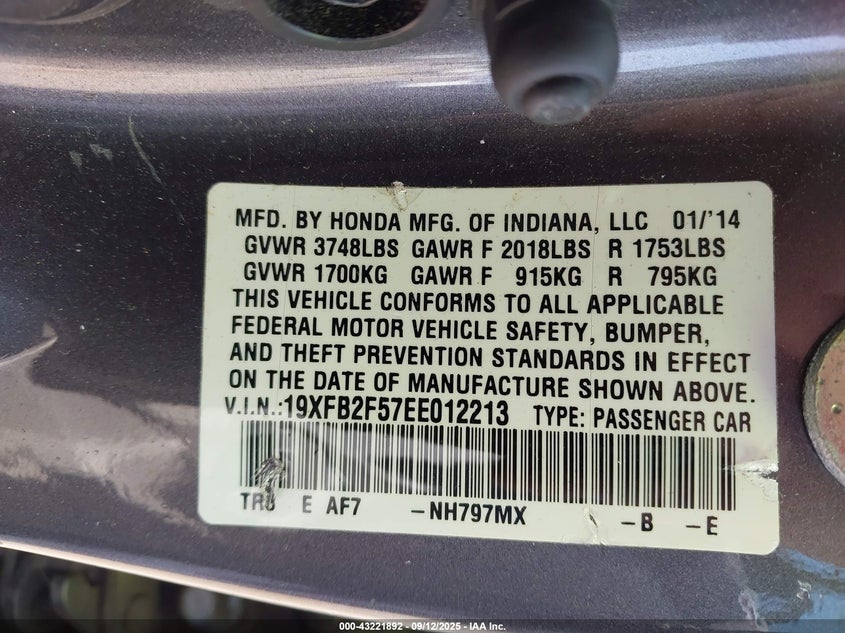 MFD. BY HONDA MFG. OF INDIANA, LLC 01/'14
GVWR 3748LBS GAWR F 2018LBS R 1753LBS
GVWR 1700KG GAWR F 915KG R 795KG
THIS VEHICLE CONFORMS TO ALL APPLICABLE
FEDERAL MOTOR VEHICLE SAFETY, BUMPER,
AND THEFT PREVENTION STANDARDS IN EFFECT
ON THE DATE OF MANUFACTURE SHOWN ABOVE.
V.I.N.:19XFB2F57EE012213 TYPE: PASSENGER CAR
E AF7 -NH797MX -B -E
000-43221892 - 09/12/2025 - IAA Inc.